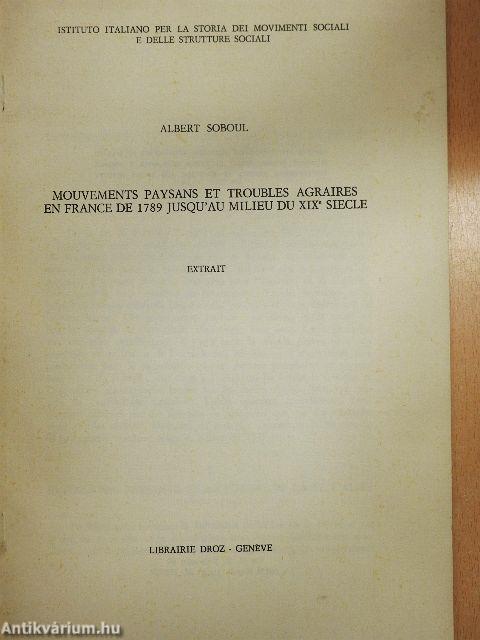 ISTITUTO ITALIANO PER LA STORIA DEI MOVIMENTI SOCIALI
E DELLE STRUTTURE SOCIALI
ALBERT SOBOUL
MOUVEMENTS PAYSANS ET TROUBLES AGRAIRES
EN FRANCE DE 1789 JUSQU'AU MILIEU DU XIXᵉ SIECLE
EXTRAIT
LIBRAIRIE DROZ - GENÈVE
Antikvárium.hu